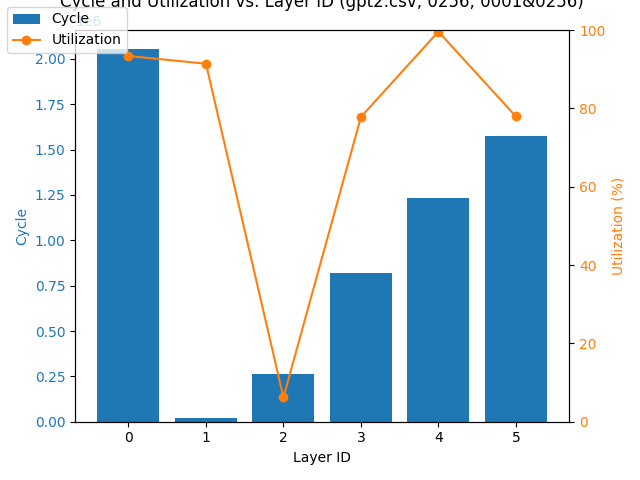 Cycle and Utilization vs. Layer ID (gpt2.csv, 0256, 0001&0256)
Cycle
Utilization
1e6
2.00
1.75
1.50
1.25
1.00
0.75
0.50
0.25
0.00
Cycle
100
80
60
40
20
0
Utilization (%)
0 1 2 3 4 5
Layer ID